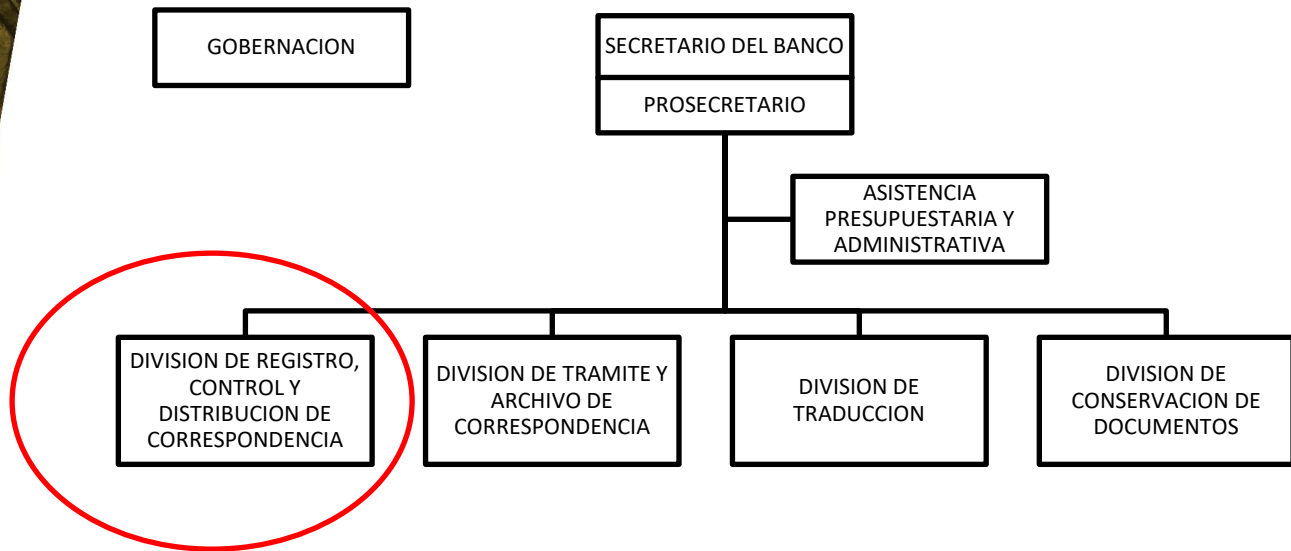 GOBERNACION
SECRETARIO DEL BANCO
PROSECRETARIO
ASISTENCIA
PRESUPUESTARIA Y
ADMINISTRATIVA
DIVISION DE REGISTRO,
CONTROL Y
DISTRIBUCION DE
CORRESPONDENCIA
DIVISION DE TRAMITE Y
ARCHIVO DE
CORRESPONDENCIA
DIVISION DE
TRADUCCION
DIVISION DE
CONSERVACION DE
DOCUMENTOS